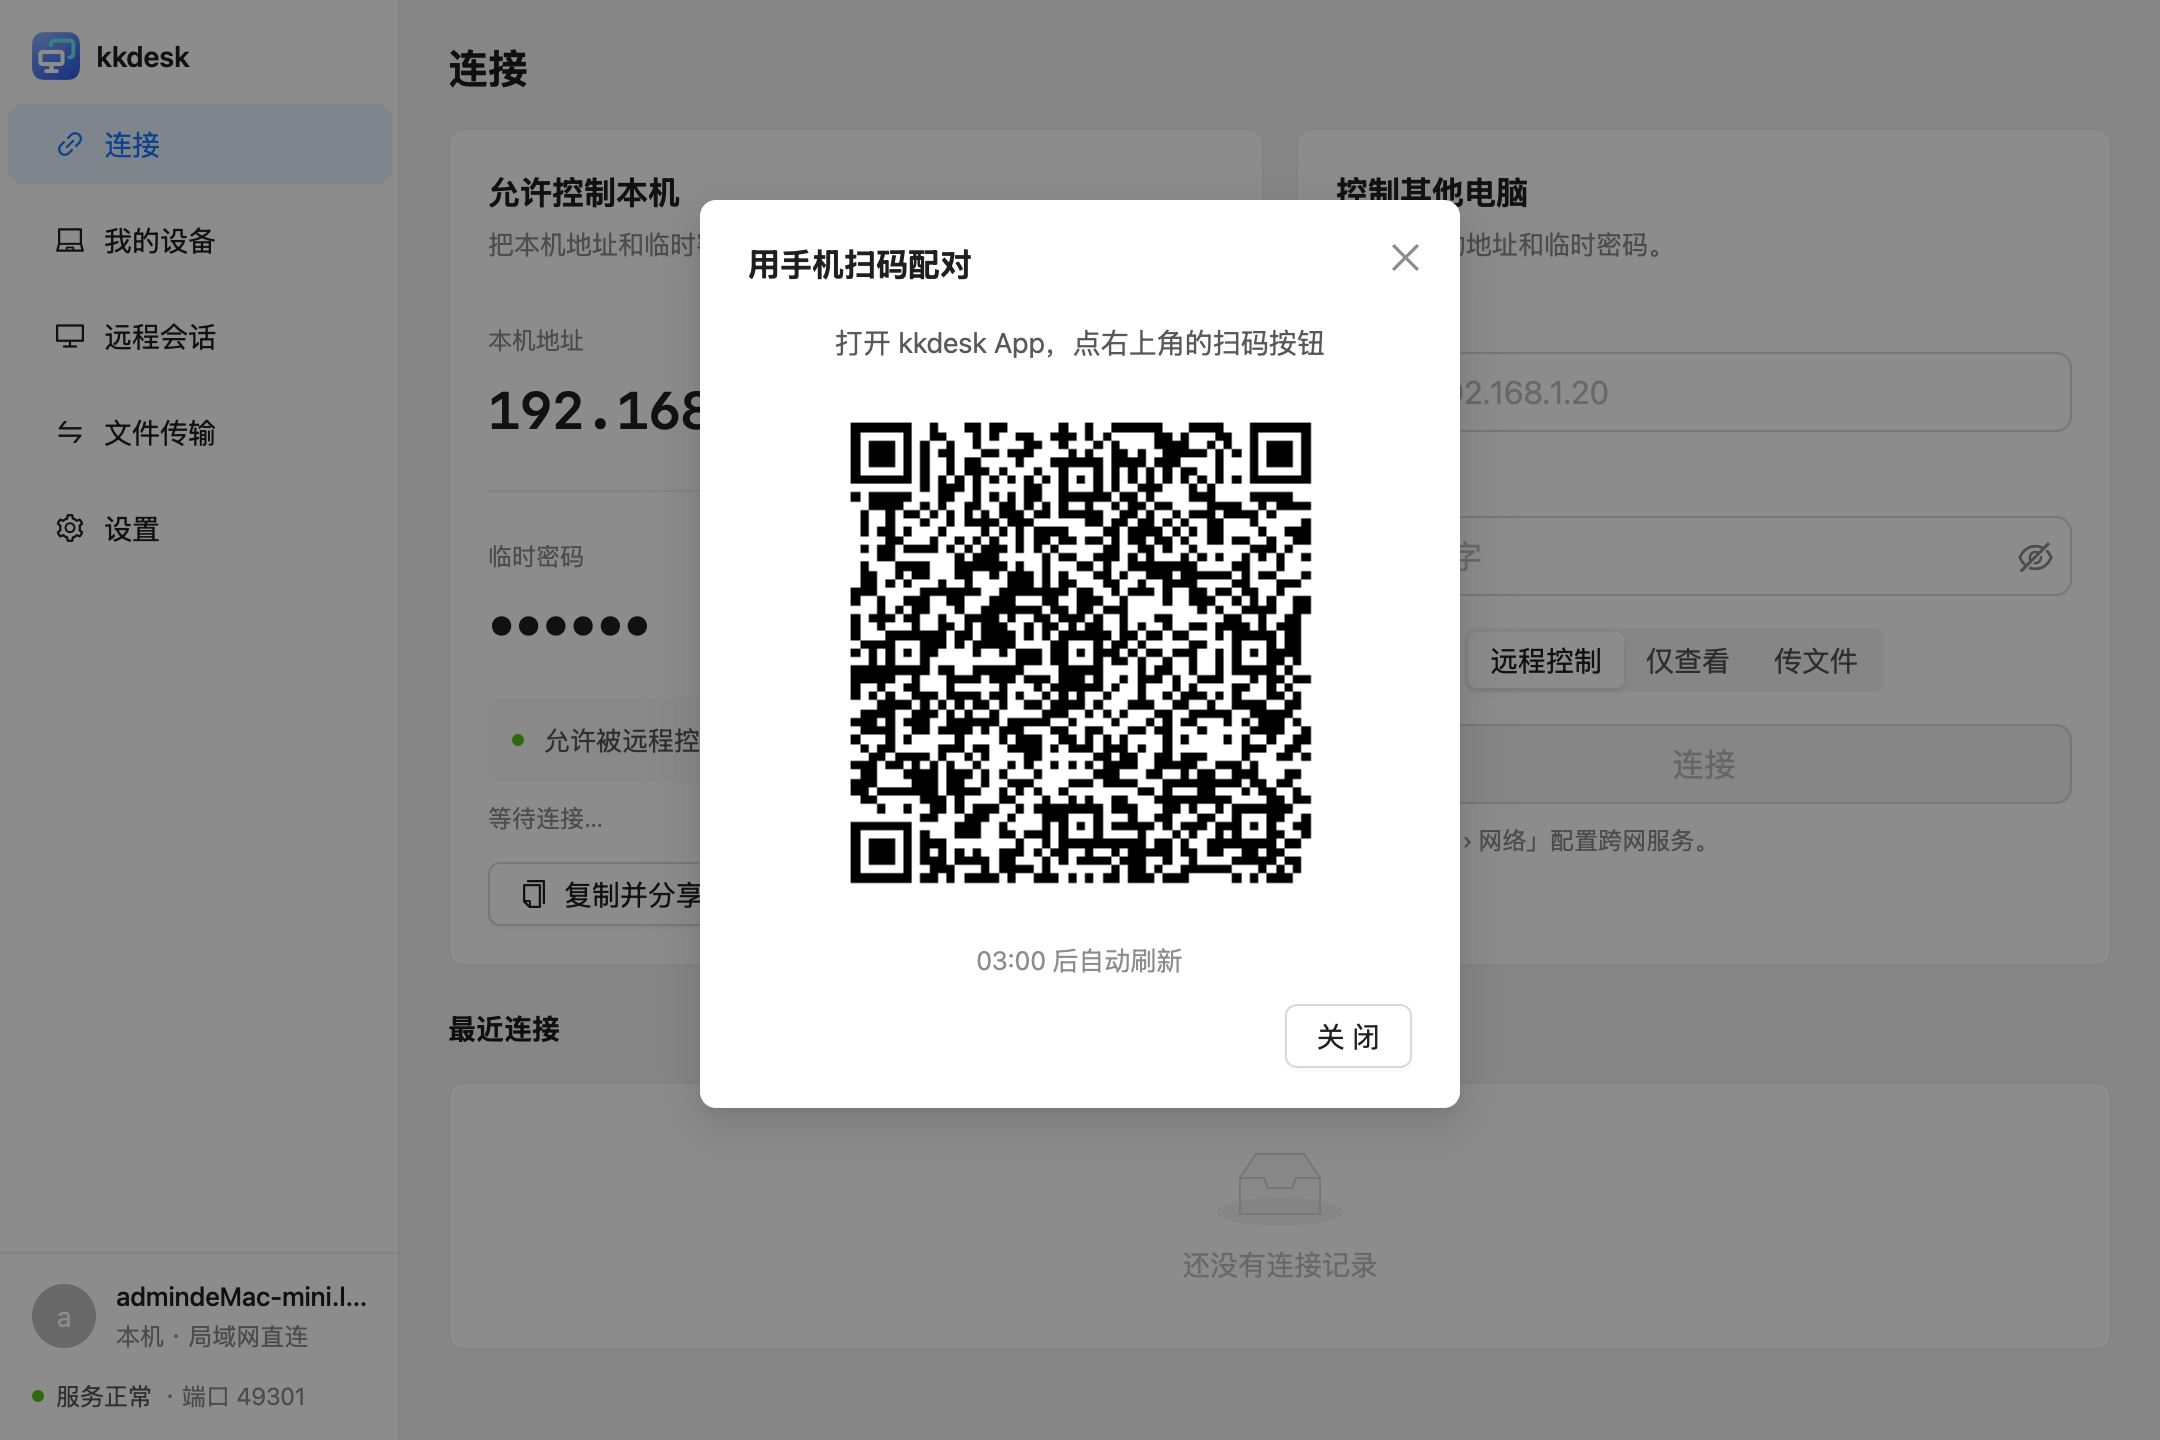 kkdesk
连接
我的设备
远程会话
文件传输
设置
admindeMac-mini.l...
a
本机 · 局域网直连
服务正常 · 端口 49301
连接
允许控制本机
把本机地址和临时
本机地址
192.168
临时密码
●●●●●●
允许被远程控
等待连接...
复制并分享
控制其他电脑
地址和临时密码。
2.168.1.20
字
远程控制 仅查看 传文件
连接
› 网络」配置跨网服务。
用手机扫码配对
打开 kkdesk App，点右上角的扫码按钮
03:00 后自动刷新
关 闭
最近连接
还没有连接记录